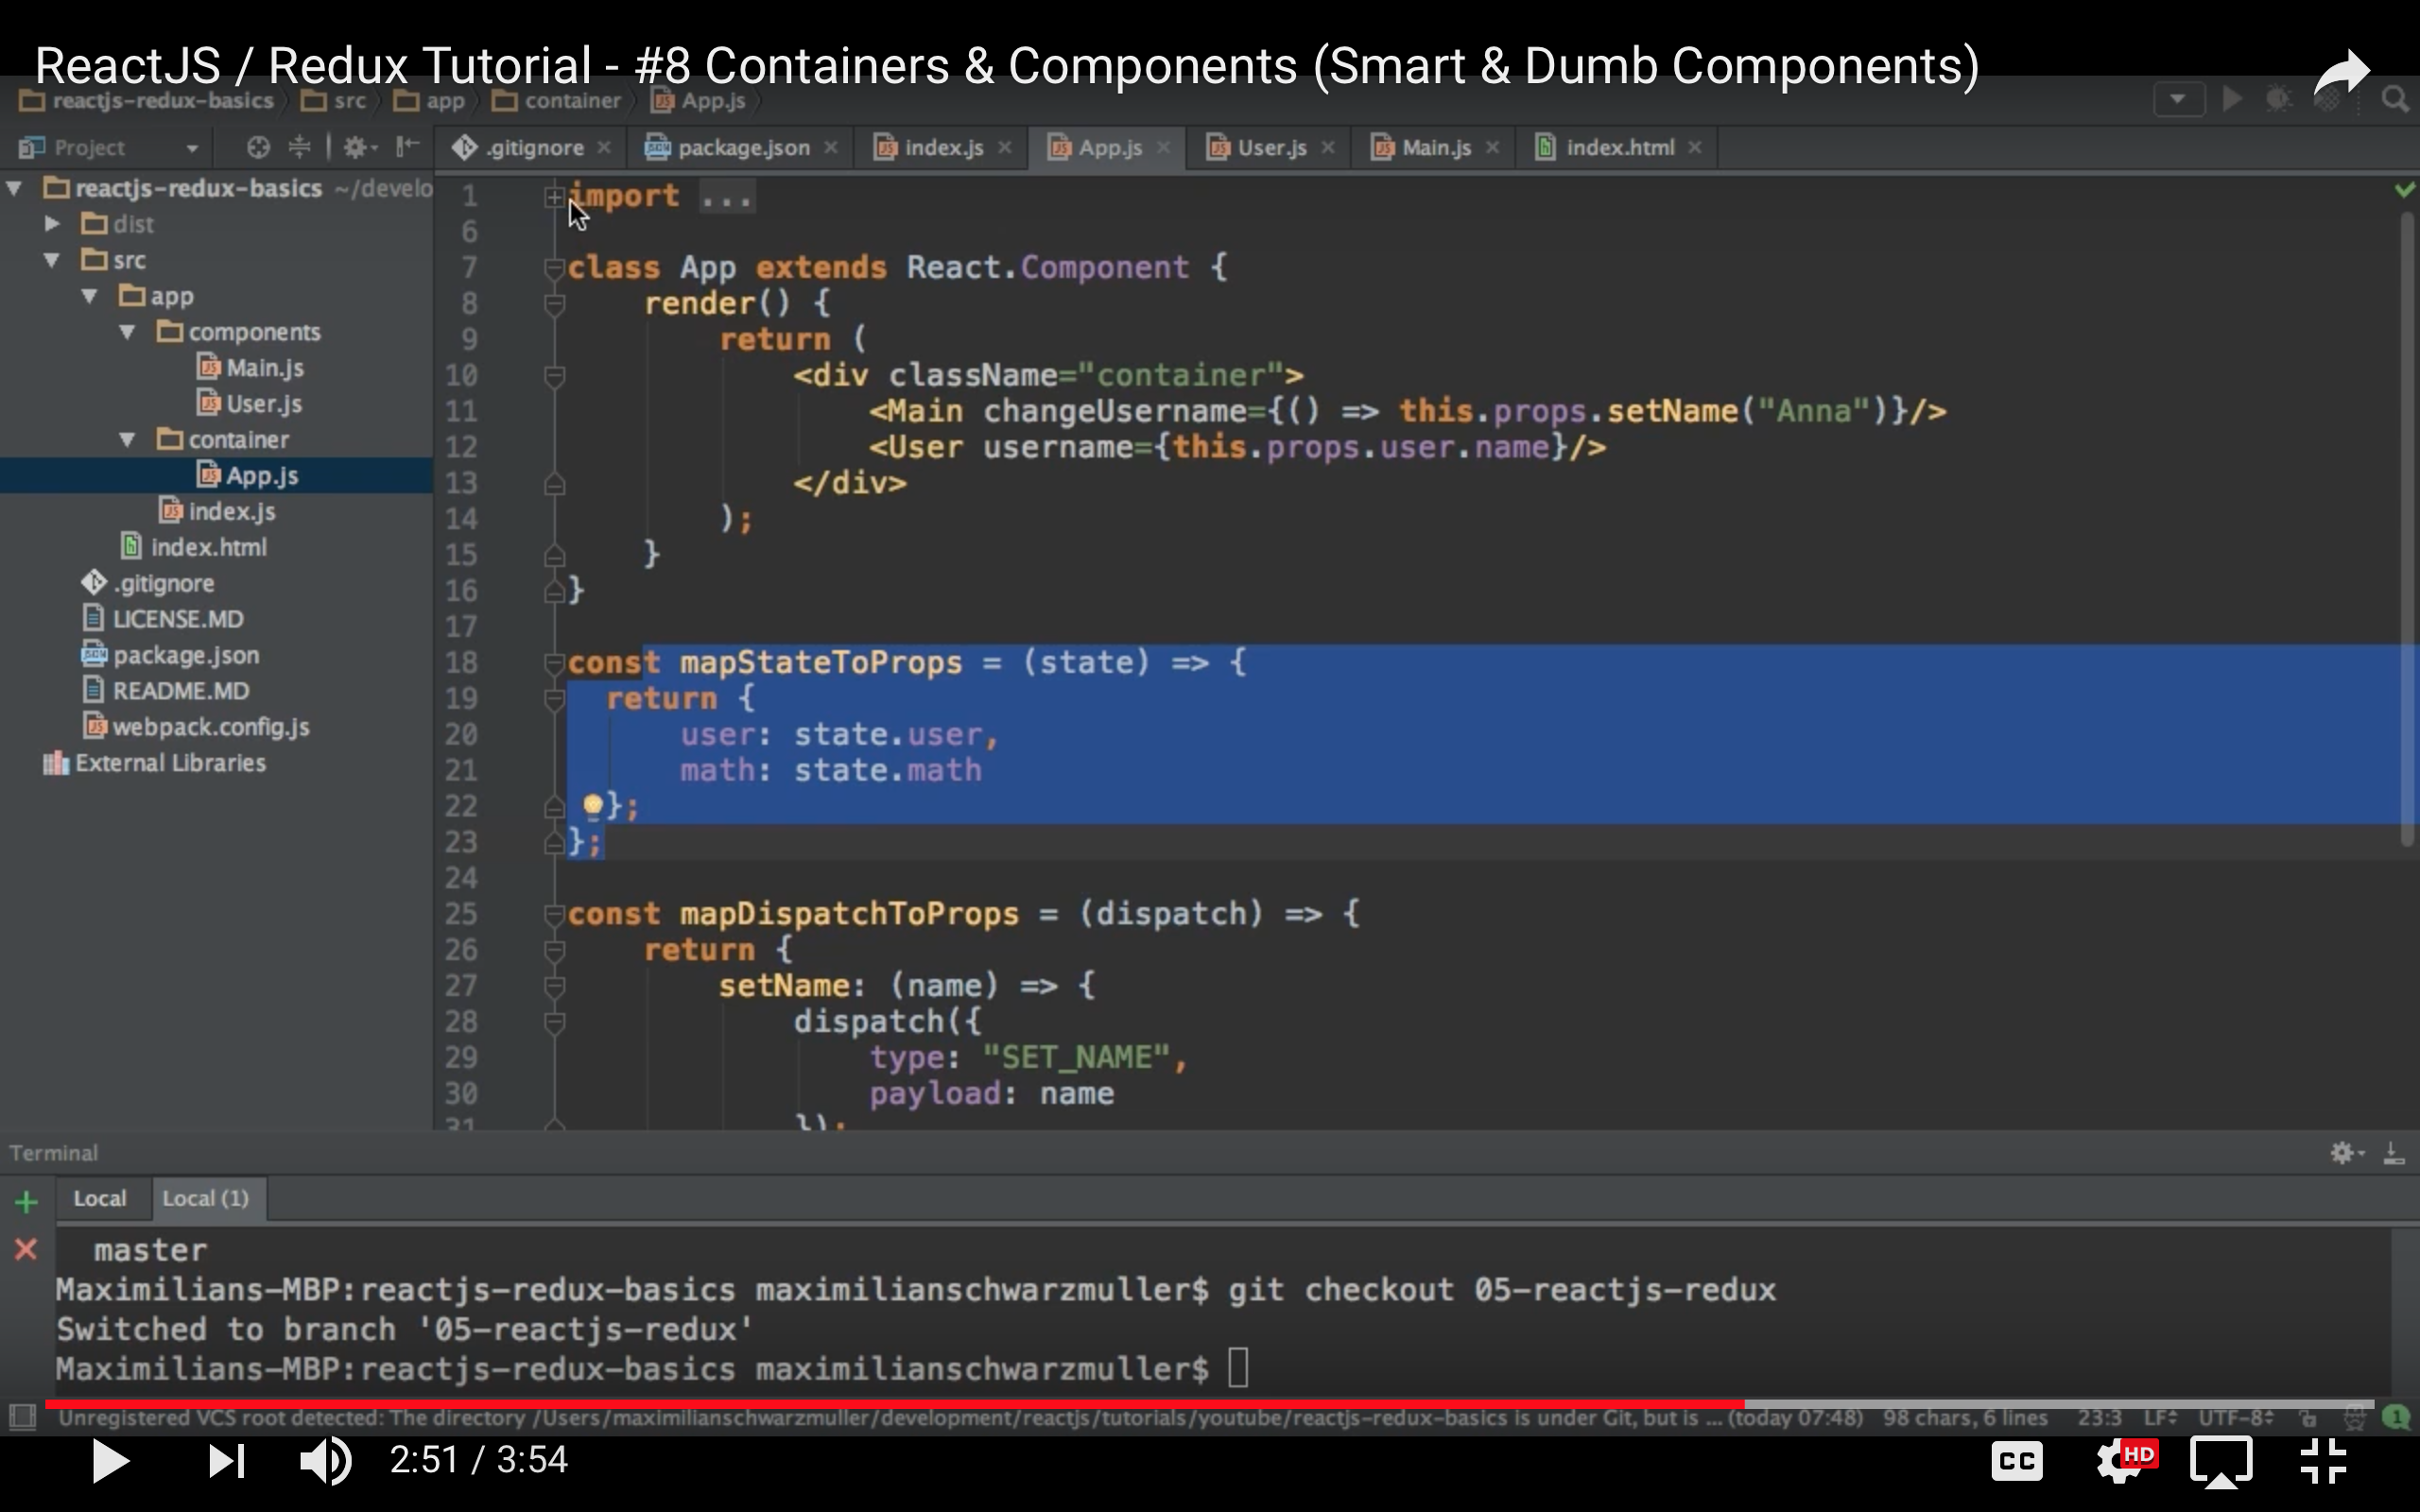 ReactJS / Redux Tutorial - #8 Containers & Components (Smart & Dumb Components)
reactjs-redux-basics src app container App.js
Project
.gitignore package.json index.js App.js User.js Main.js index.html
reactjs-redux-basics ~/develo
dist
src
app
components
Main.js
User.js
container
App.js
index.js
index.html
.gitignore
LICENSE.MD
package.json
README.MD
webpack.config.js
External Libraries
1 import ...
6
7 class App extends React.Component {
8 render() {
9 return (
10 <div className="container">
11 <Main changeUsername={() => this.props.setName("Anna")}/>
12 <User username={this.props.user.name}/>
13 </div>
14 );
15 }
16 }
17
18 const mapStateToProps = (state) => {
19 return {
20 user: state.user,
21 math: state.math
22 };
23 };
24
25 const mapDispatchToProps = (dispatch) => {
26 return {
27 setName: (name) => {
28 dispatch({
29 type: "SET_NAME",
30 payload: name
31 });
Terminal
Local Local (1)
master
Maximilians-MBP:reactjs-redux-basics maximilianschwarzmuller$ git checkout 05-reactjs-redux
Switched to branch '05-reactjs-redux'
Maximilians-MBP:reactjs-redux-basics maximilianschwarzmuller$
Unregistered VCS root detected: The directory /Users/maximilianschwarzmuller/development/reactjs/tutorials/youtube/reactjs-redux-basics is under Git, but is ... (today 07:48) 98 chars, 6 lines 23:3 LF UTF-8 1
2:51 / 3:54 CC HD